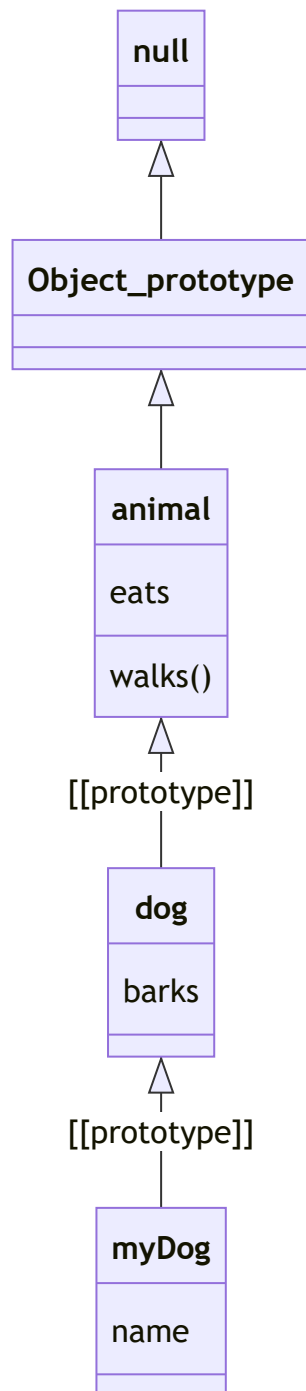 null
Object_prototype
animal
eats
walks()
[[prototype]]
dog
barks
[[prototype]]
myDog
name